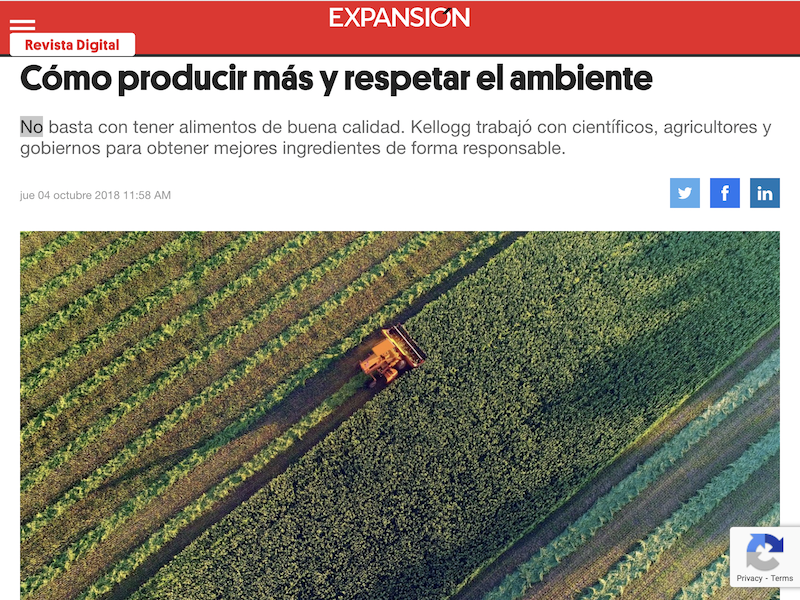 EXPANSIÓN
Revista Digital
Cómo producir más y respetar el ambiente
No basta con tener alimentos de buena calidad. Kellogg trabajó con científicos, agricultores y
gobiernos para obtener mejores ingredientes de forma responsable.
jue 04 octubre 2018 11:58 AM
Privacy - Terms